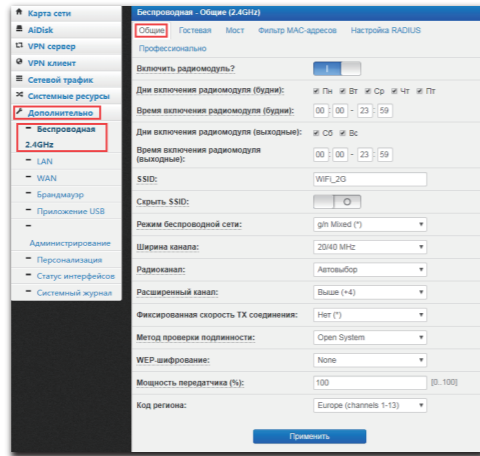 Карта сети
AiDisk
VPN сервер
VPN клиент
Сетевой трафик
Системные ресурсы
Дополнительно
Беспроводная
2.4GHz
LAN
WAN
Брандмауэр
Приложение USB
Администрирование
Персонализация
Статус интерфейсов
Системный журнал
Беспроводная - Общие (2.4GHz)
Общие Гостевая Мост Фильтр MAC-адресов Настройка RADIUS
Профессионально
Включить радиомодуль?
Дни включения радиомодуля (будни): Пн Вт Ср Чт Пт
Время включения радиомодуля (будни): 00 : 00 - 23 : 59
Дни включения радиомодуля (выходные): Сб Вс
Время включения радиомодуля
(выходные): 00 : 00 - 23 : 59
SSID: WiFi_2G
Скрыть SSID:
Режим беспроводной сети: g/n Mixed (*)
Ширина канала: 20/40 MHz
Радиоканал: Автовыбор
Расширенный канал: Выше (+4)
Фиксированная скорость TX соединения: Нет (*)
Метод проверки подлинности: Open System
WEP-шифрование: None
Мощность передатчика (%): 100 [0..100]
Код региона: Europe (channels 1-13)
Применить